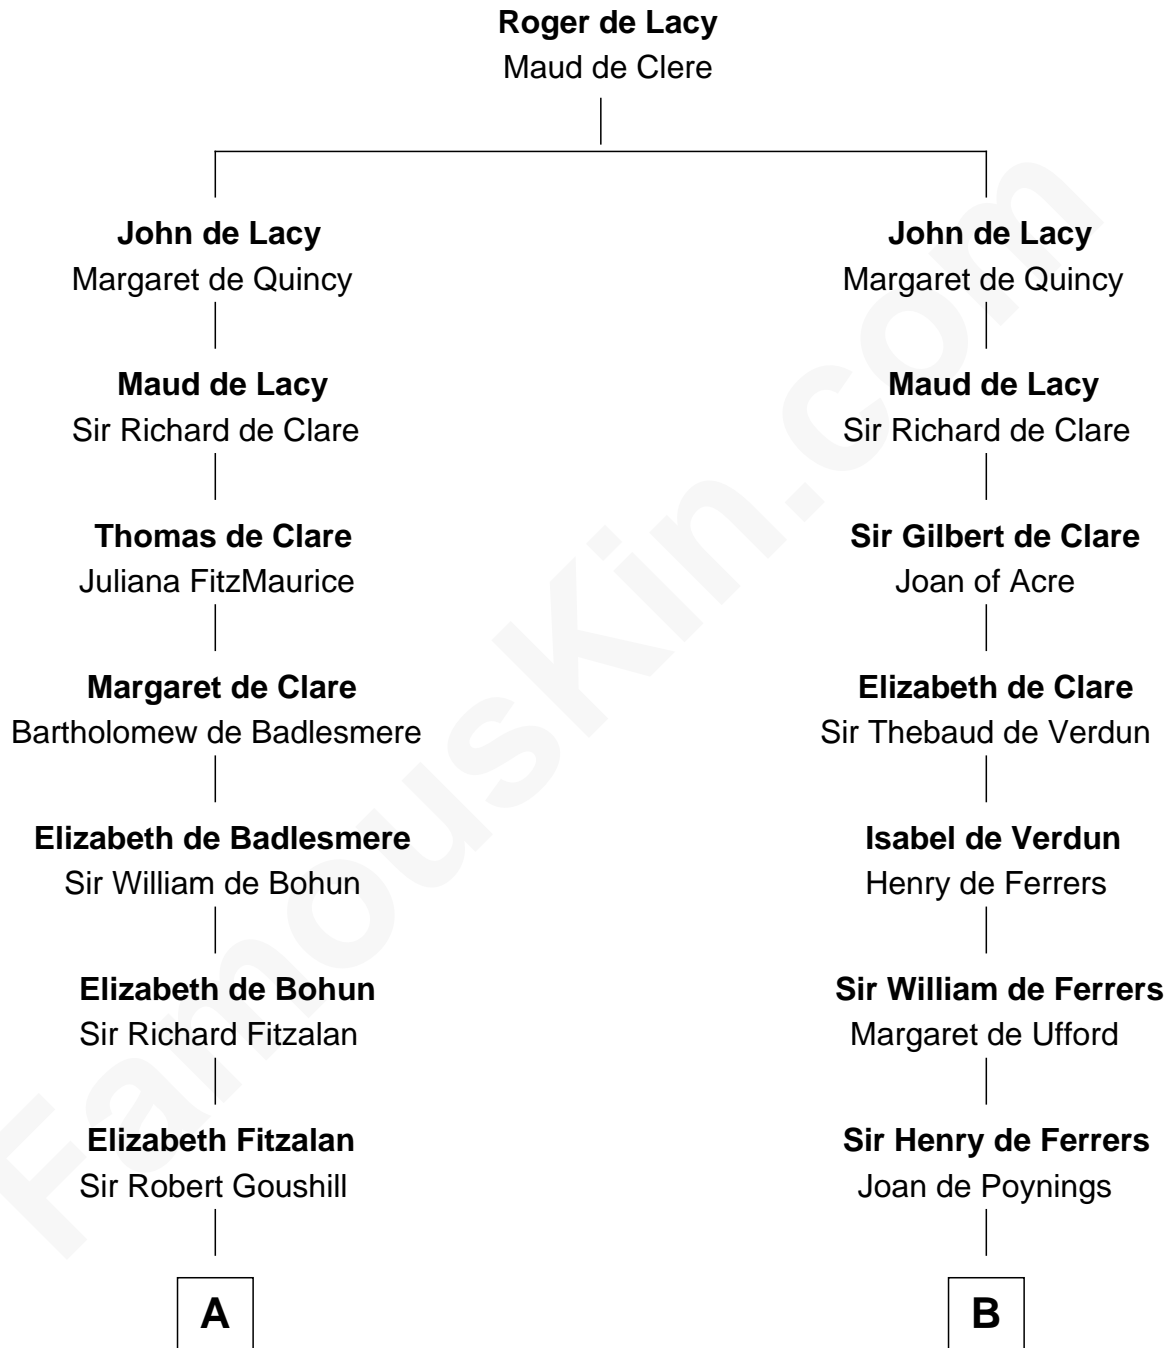 Roger de Lacy
Maud de Clere
John de Lacy
Margaret de Quincy
Maud de Lacy
Sir Richard de Clare
Thomas de Clare
Juliana FitzMaurice
Margaret de Clare
Bartholomew de Badlesmere
Elizabeth de Badlesmere
Sir William de Bohun
Elizabeth de Bohun
Sir Richard Fitzalan
Elizabeth Fitzalan
Sir Robert Goushill
A
John de Lacy
Margaret de Quincy
Maud de Lacy
Sir Richard de Clare
Sir Gilbert de Clare
Joan of Acre
Elizabeth de Clare
Sir Thebaud de Verdun
Isabel de Verdun
Henry de Ferrers
Sir William de Ferrers
Margaret de Ufford
Sir Henry de Ferrers
Joan de Poynings
B
FamousKin.com